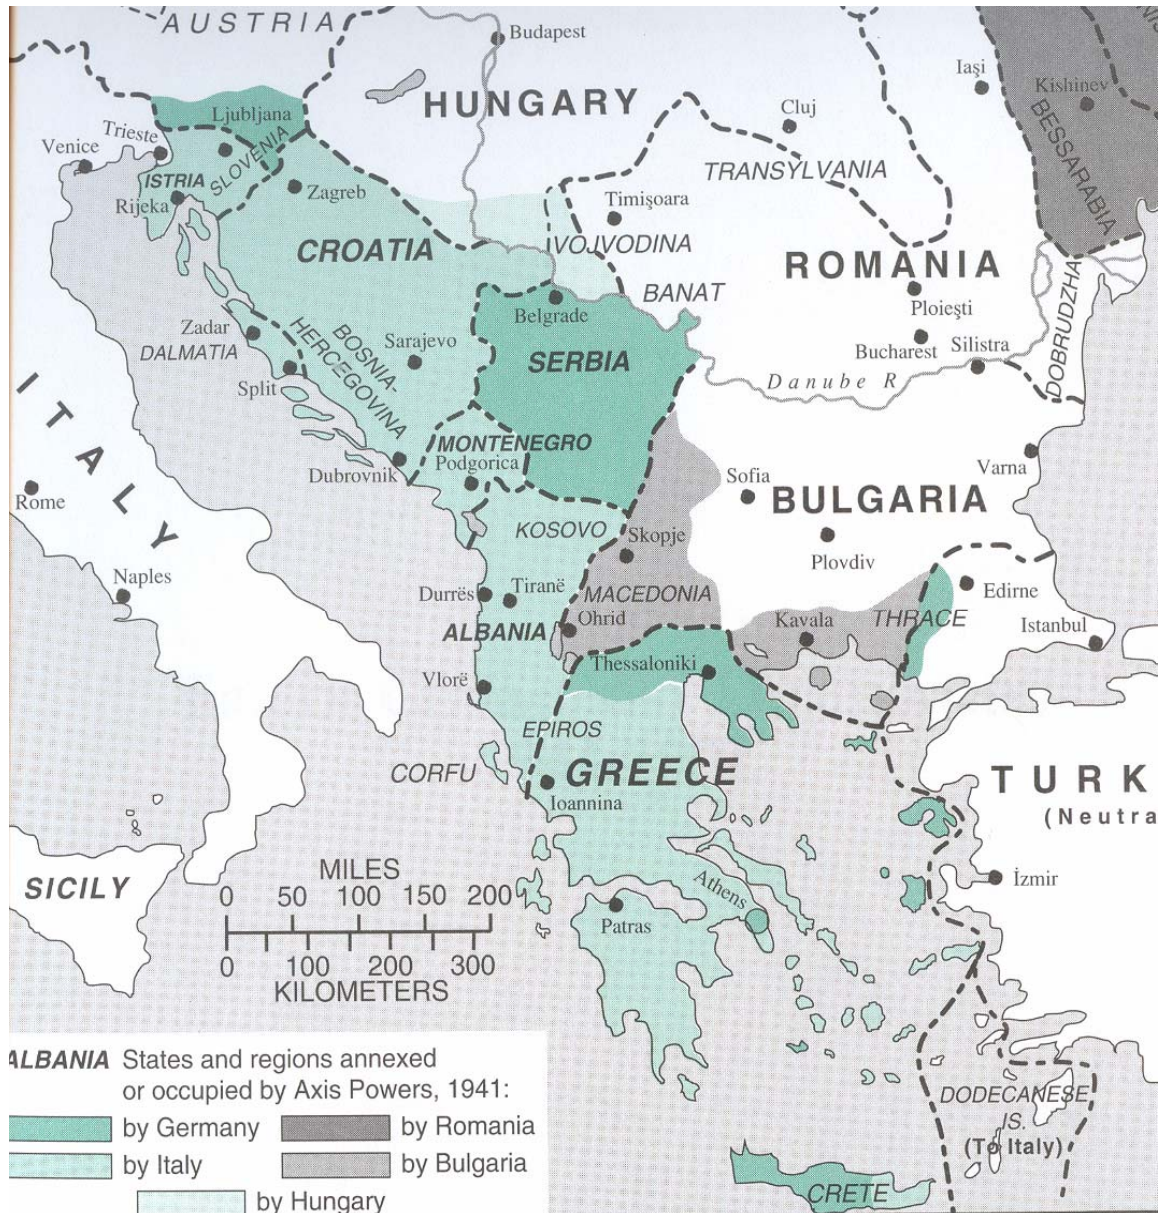 AUSTRIA
Budapest
HUNGARY
Iaşi
Kishinev
BESSARABIA
Cluj
Ljubljana
Trieste
Venice
SLOVENIA
TRANSYLVANIA
ISTRIA
Rijeka
Zagreb
Timişoara
CROATIA
VOJVODINA
ROMANIA
BANAT
Belgrade
Ploieşti
DOBRUDZHA
Zadar
DALMATIA
BOSNIA-
HERCEGOVINA
Sarajevo
SERBIA
Bucharest
Silistra
Split
Danube R
ITALY
MONTENEGRO
Podgorica
Dubrovnik
Sofia
Varna
Rome
BULGARIA
KOSOVO
Skopje
Plovdiv
Naples
Durrës
Tiranë
MACEDONIA
Edirne
Ohrid
Kavala
THRACE
Istanbul
ALBANIA
Thessaloniki
Vlorë
EPIROS
CORFU
GREECE
TURK
(Neutra
Ioannina
SICILY
MILES
0 50 100 150 200
0 100 200 300
KILOMETERS
Athens
İzmir
Patras
ALBANIA States and regions annexed
or occupied by Axis Powers, 1941:
by Germany
by Romania
by Italy
by Bulgaria
by Hungary
DODECANESE
IS.
(To Italy)
CRETE